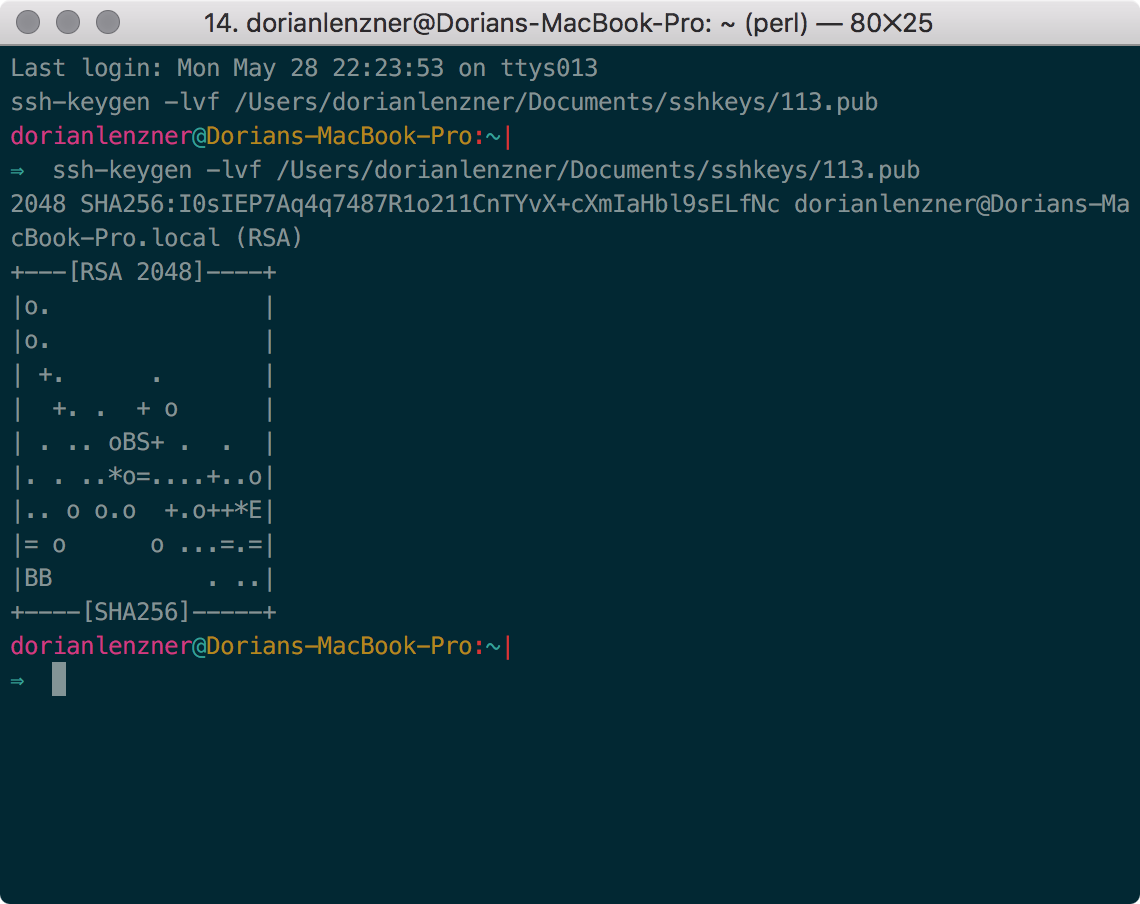 14. dorianlenzner@Dorians-MacBook-Pro: ~ (perl) — 80×25
Last login: Mon May 28 22:23:53 on ttys013
ssh-keygen -lvf /Users/dorianlenzner/Documents/sshkeys/113.pub
dorianlenzner@Dorians-MacBook-Pro:~|
⇒  ssh-keygen -lvf /Users/dorianlenzner/Documents/sshkeys/113.pub
2048 SHA256:I0sIEP7Aq4q7487R1o211CnTYvX+cXmIaHbl9sELfNc dorianlenzner@Dorians-Ma
cBook-Pro.local (RSA)
+---[RSA 2048]----+
|o.               |
|o.               |
| +.      .       |
|  +. .  + o      |
| . .. oBS+ .  .  |
|. . ..*o=....+..o|
|.. o o.o  +.o++*E|
|= o      o ...=.=|
|BB           . ..|
+----[SHA256]-----+
dorianlenzner@Dorians-MacBook-Pro:~|
⇒